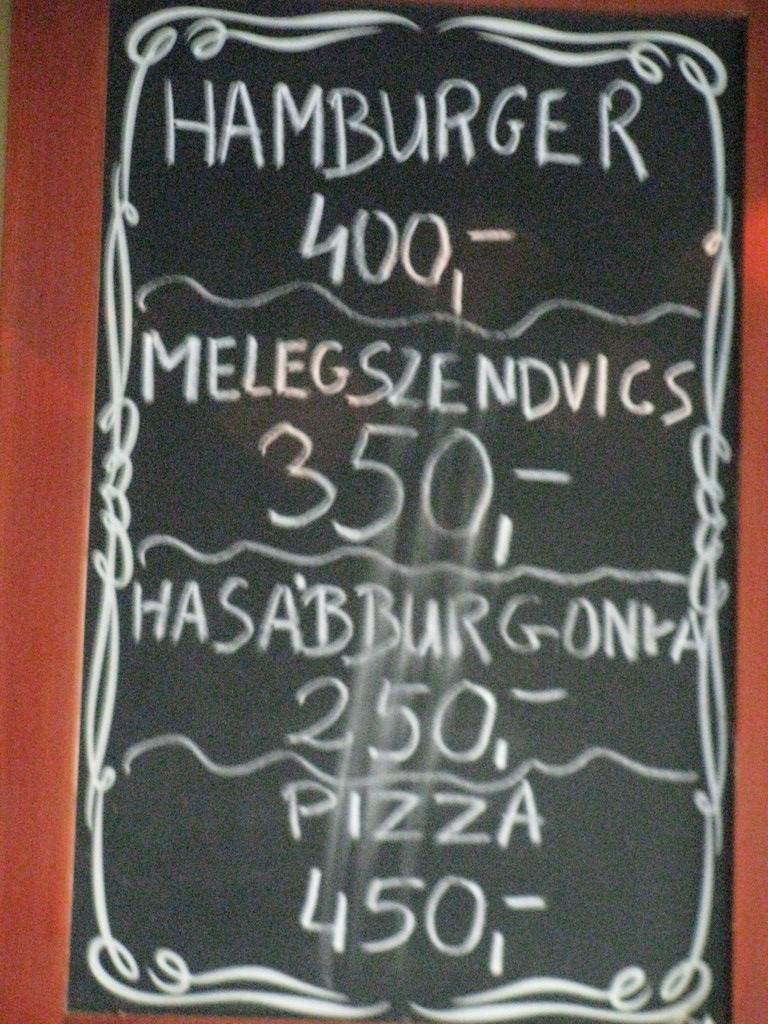 HAMBURGER
400,-
MELEGSZENDVICS
350,-
HASÁBBURGONYA
250,-
PIZZA
450,-